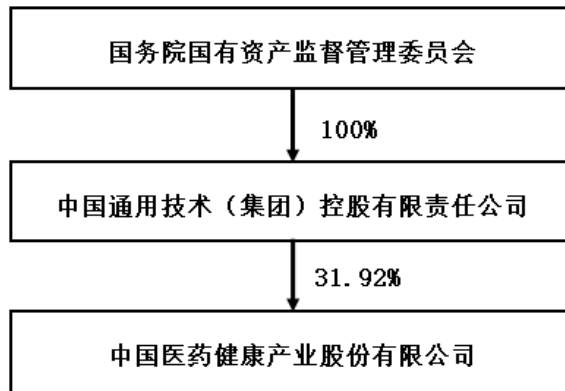 国务院国有资产监督管理委员会
100%
中国通用技术（集团）控股有限责任公司
31.92%
中国医药健康产业股份有限公司